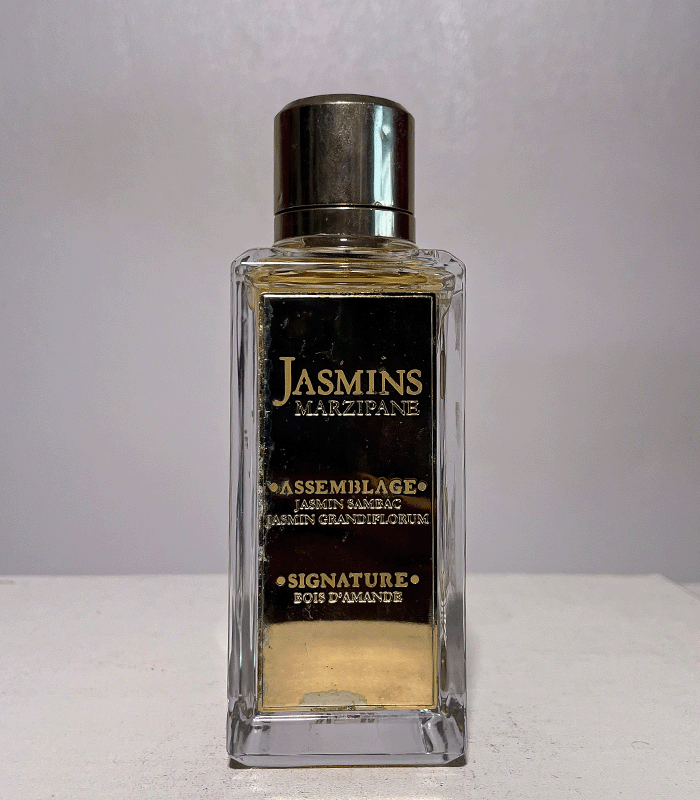 JASMINS
MARZIPANE
•ASSEMBLAGE•
JASMIN SAMBAC
JASMIN GRANDIFLORUM
•SIGNATURE•
BOIS D'AMANDE